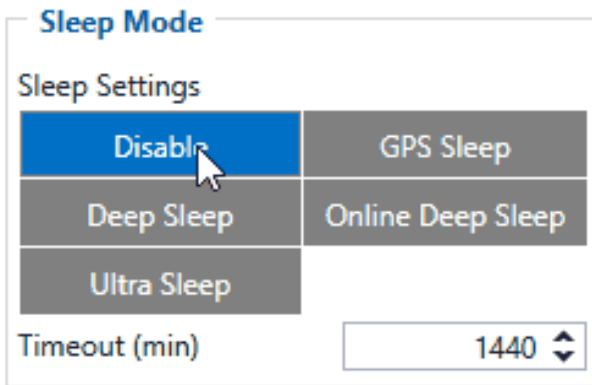 Sleep Mode
Sleep Settings
Disable GPS Sleep
Deep Sleep Online Deep Sleep
Ultra Sleep
Timeout (min) 1440